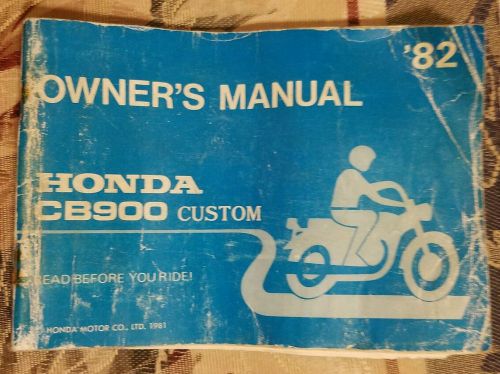 '82
OWNER'S MANUAL
HONDA
CB900 CUSTOM
READ BEFORE YOU RIDE!
HONDA MOTOR CO., LTD. 1981